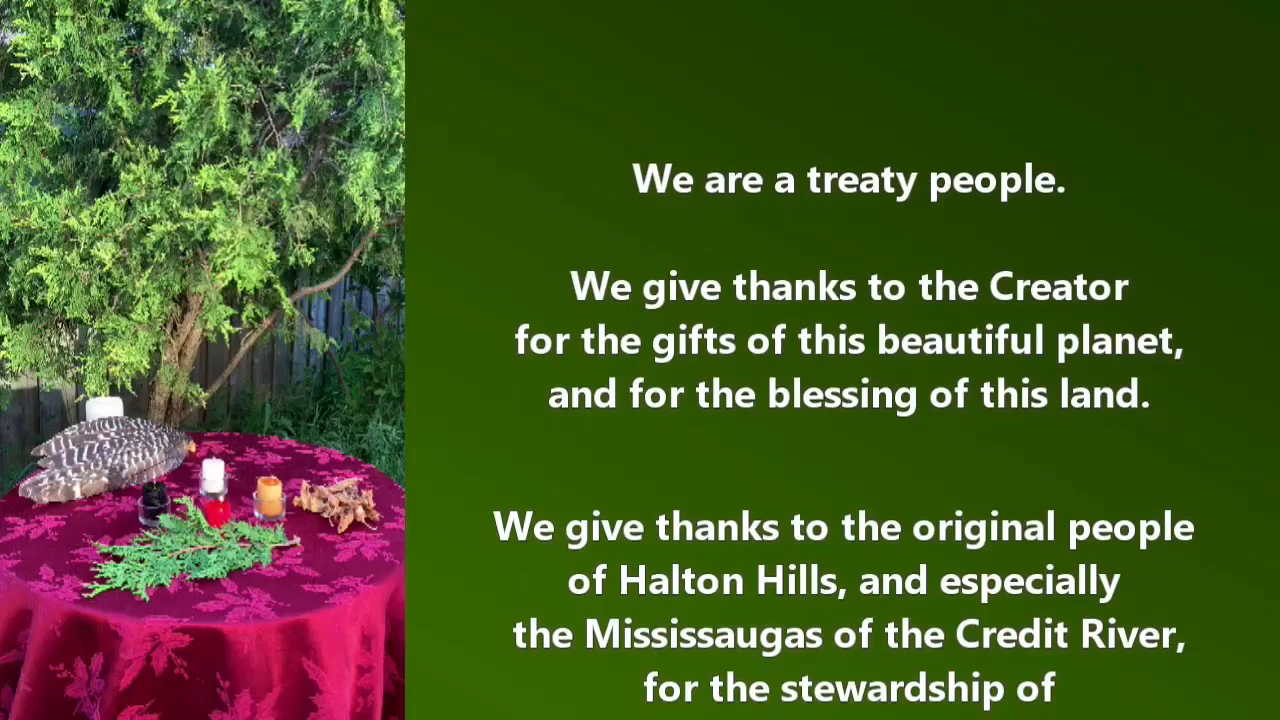 We are a treaty people.
We give thanks to the Creator
for the gifts of this beautiful planet,
and for the blessing of this land.
We give thanks to the original people
of Halton Hills, and especially
the Mississaugas of the Credit River,
for the stewardship of